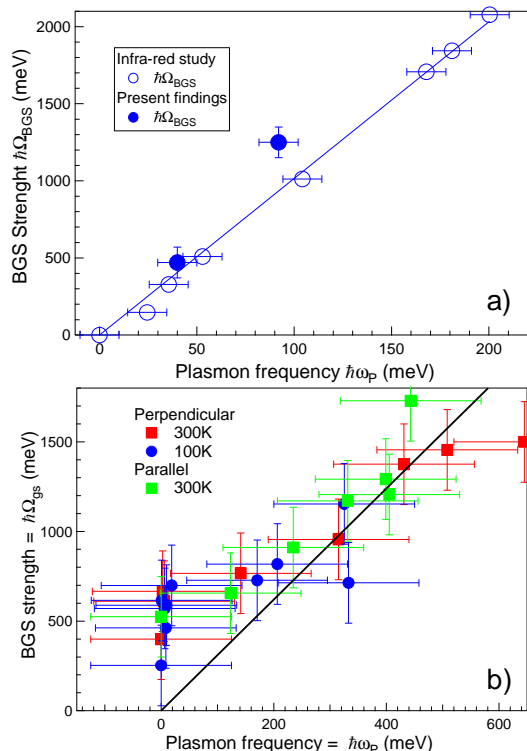 2000
1500
1000
500
0
BGS Strenght ℏΩBGS (meV)
Infra-red study
ℏΩBGS
Present findings
ℏΩBGS
a)
0 50 100 150 200
Plasmon frequency ℏωP (meV)
1500
1000
500
0
BGS strength = ℏΩgs (meV)
Perpendicular
300K
100K
Parallel
300K
b)
0 200 400 600
Plasmon frequency = ℏωP (meV)